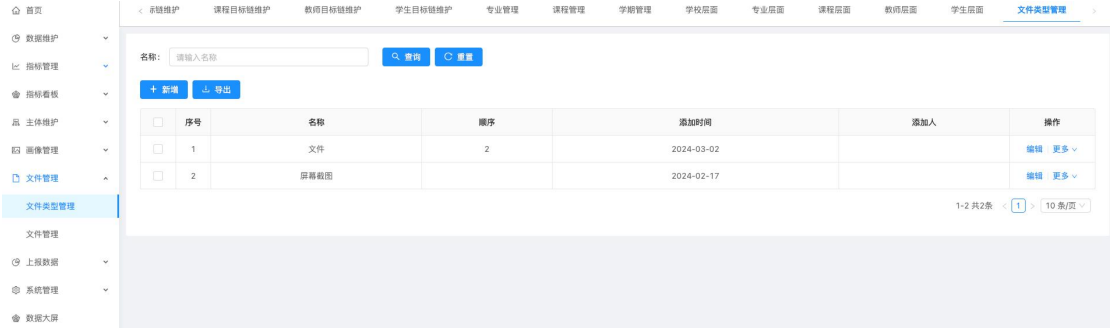 首页
数据维护
指标管理
指标看板
主体维护
画像管理
文件管理
文件类型管理
文件管理
上报数据
系统管理
数据大屏
标链维护 课程目标链维护 教师目标链维护 学生目标链维护 专业管理 课程管理 学期管理 学校层面 专业层面 课程层面 教师层面 学生层面 文件类型管理
名称: 请输入名称 查询 重置
+ 新增 导出
序号 名称 顺序 添加时间 添加人 操作
1 文件 2 2024-03-02 编辑 更多
2 屏幕截图 2024-02-17 编辑 更多
1-2 共2条 < 1 > 10 条/页